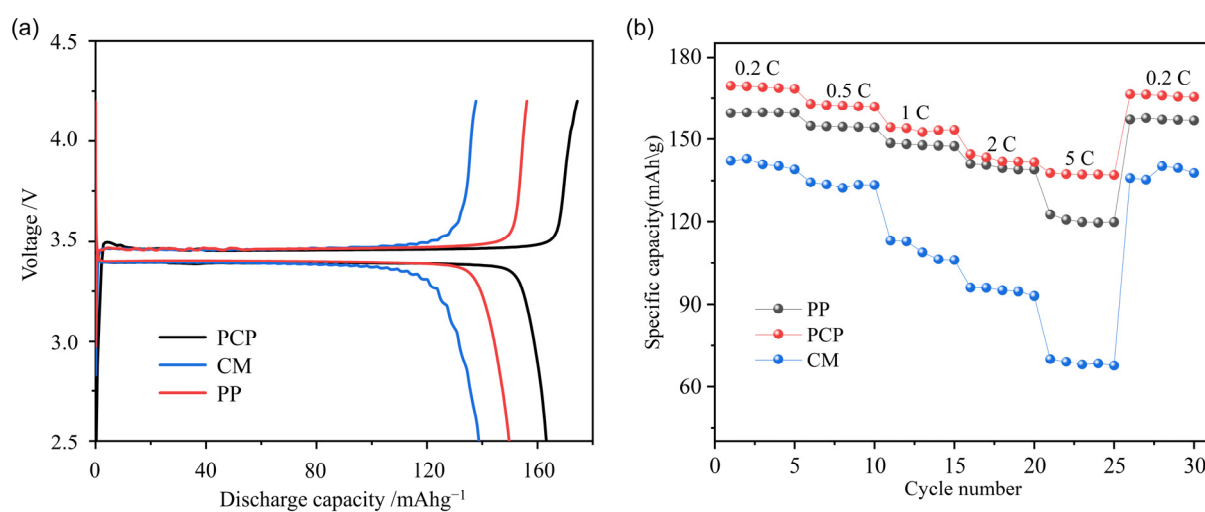 (a)
4.5
4.0
3.5
3.0
2.5
Voltage /V
PCP
CM
PP
0 40 80 120 160
Discharge capacity /mAhg⁻¹
(b)
180
150
120
90
60
Specific capacity(mAh\g)
0.2 C
0.5 C
1 C
2 C
5 C
0.2 C
PP
PCP
CM
0 5 10 15 20 25 30
Cycle number